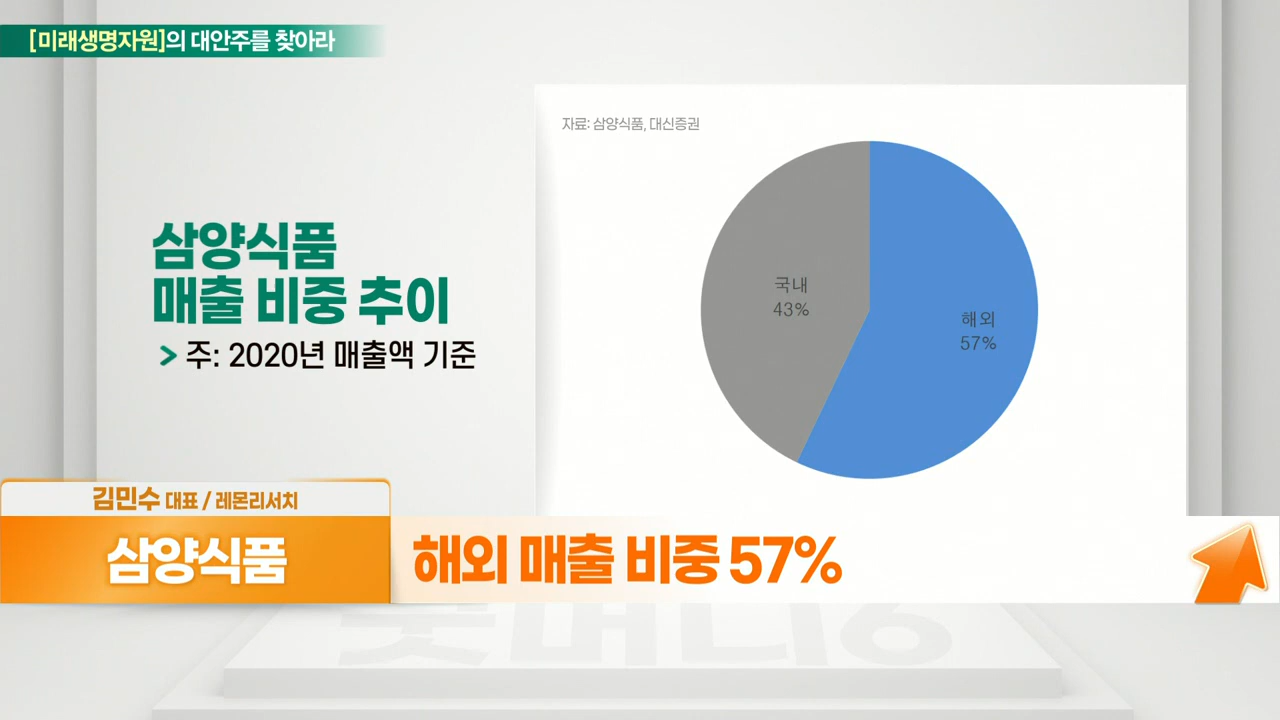 [미래생명자원]의 대안주를 찾아라
자료: 삼양식품, 대신증권
삼양식품
매출 비중 추이
주: 2020년 매출액 기준
국내
43%
해외
57%
김민수 대표 / 레몬리서치
삼양식품
해외 매출 비중 57%